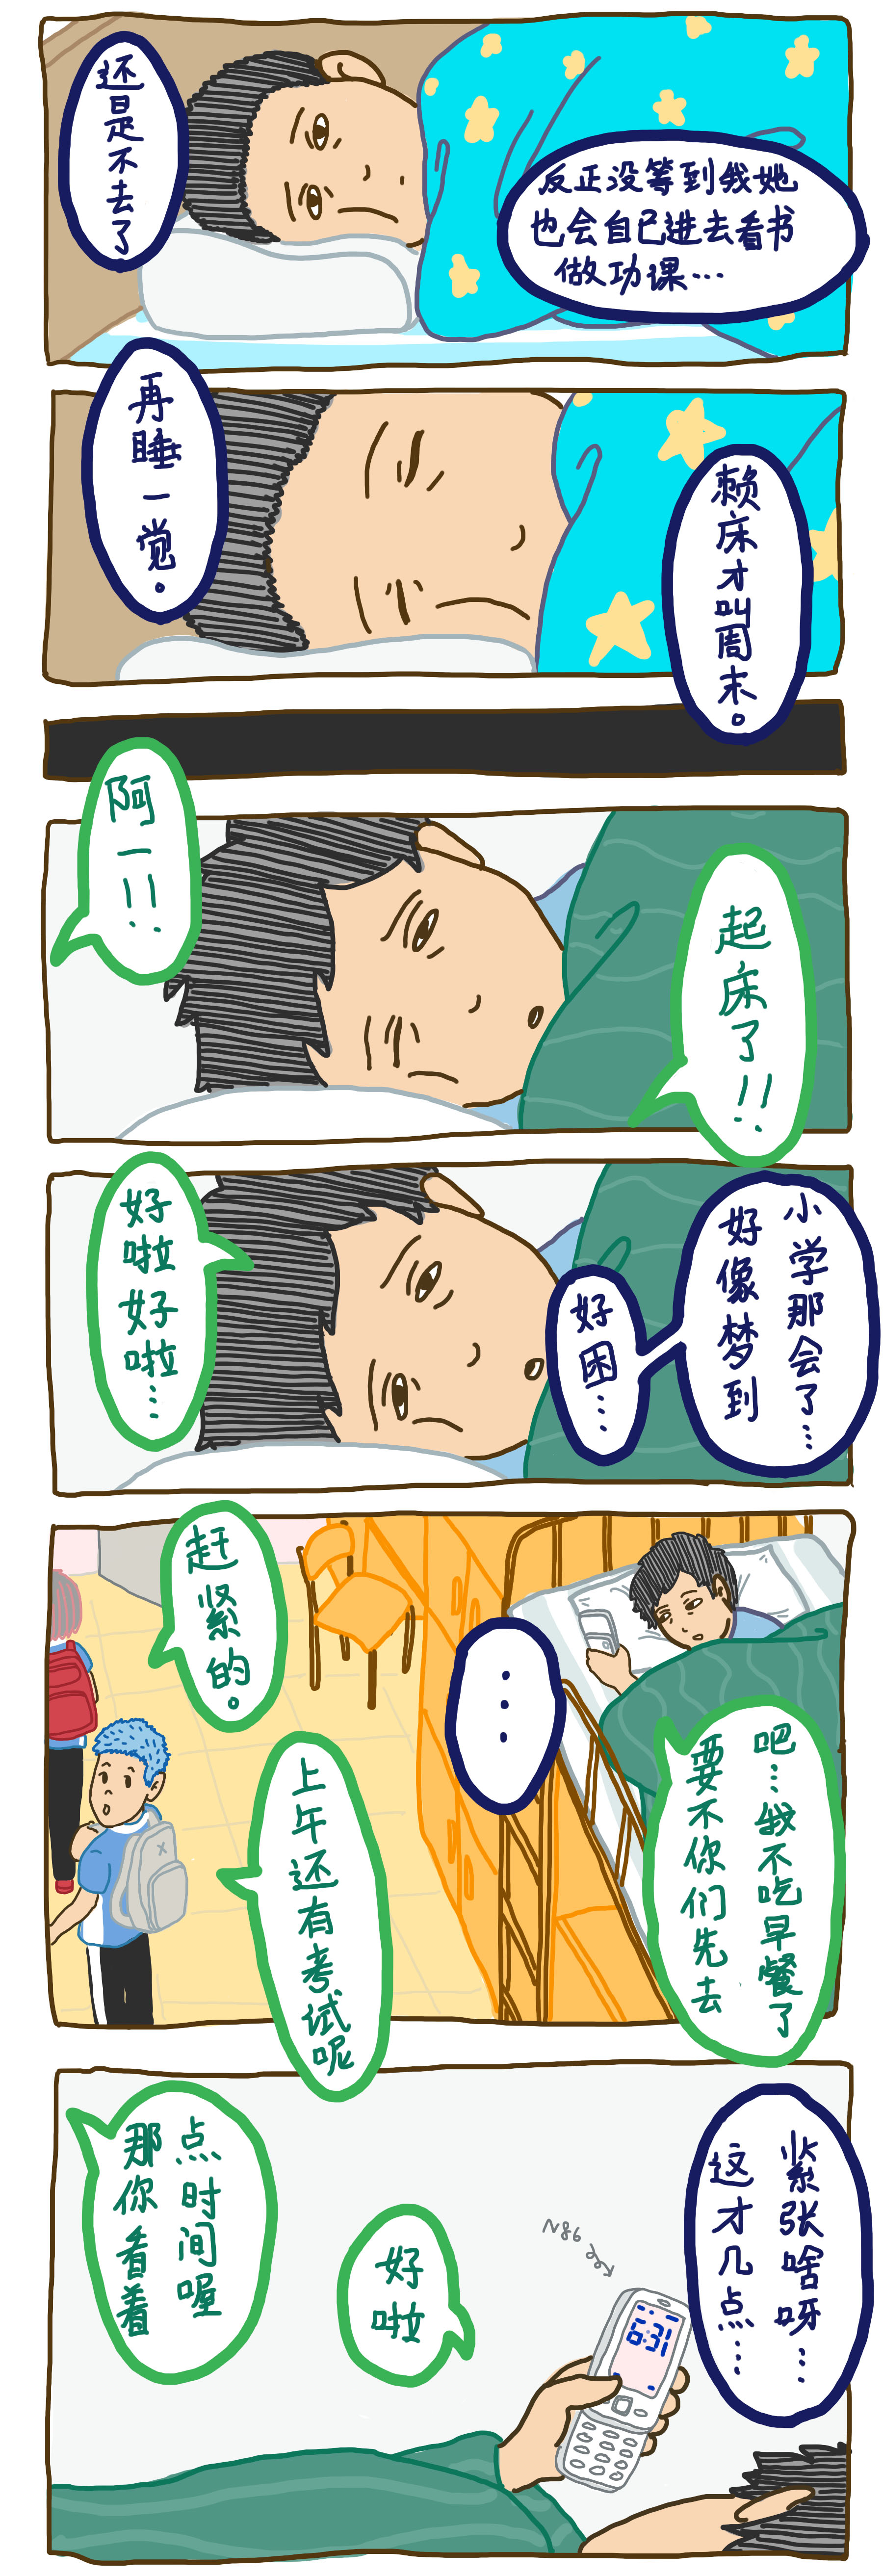 还是不去了
反正没等到我她
也会自己进去看书
做功课…
再睡一觉。
赖床才叫周末。
阿一!!
起床了!!
好啦好啦…
好像梦到
小学那会了…
好困…
赶紧的。
上午还有考试呢
…
要不你们先去
吧…我不吃早餐了
那你看着
点时间喔
好啦
N86
6:31
这才几点…
紧张啥呀…